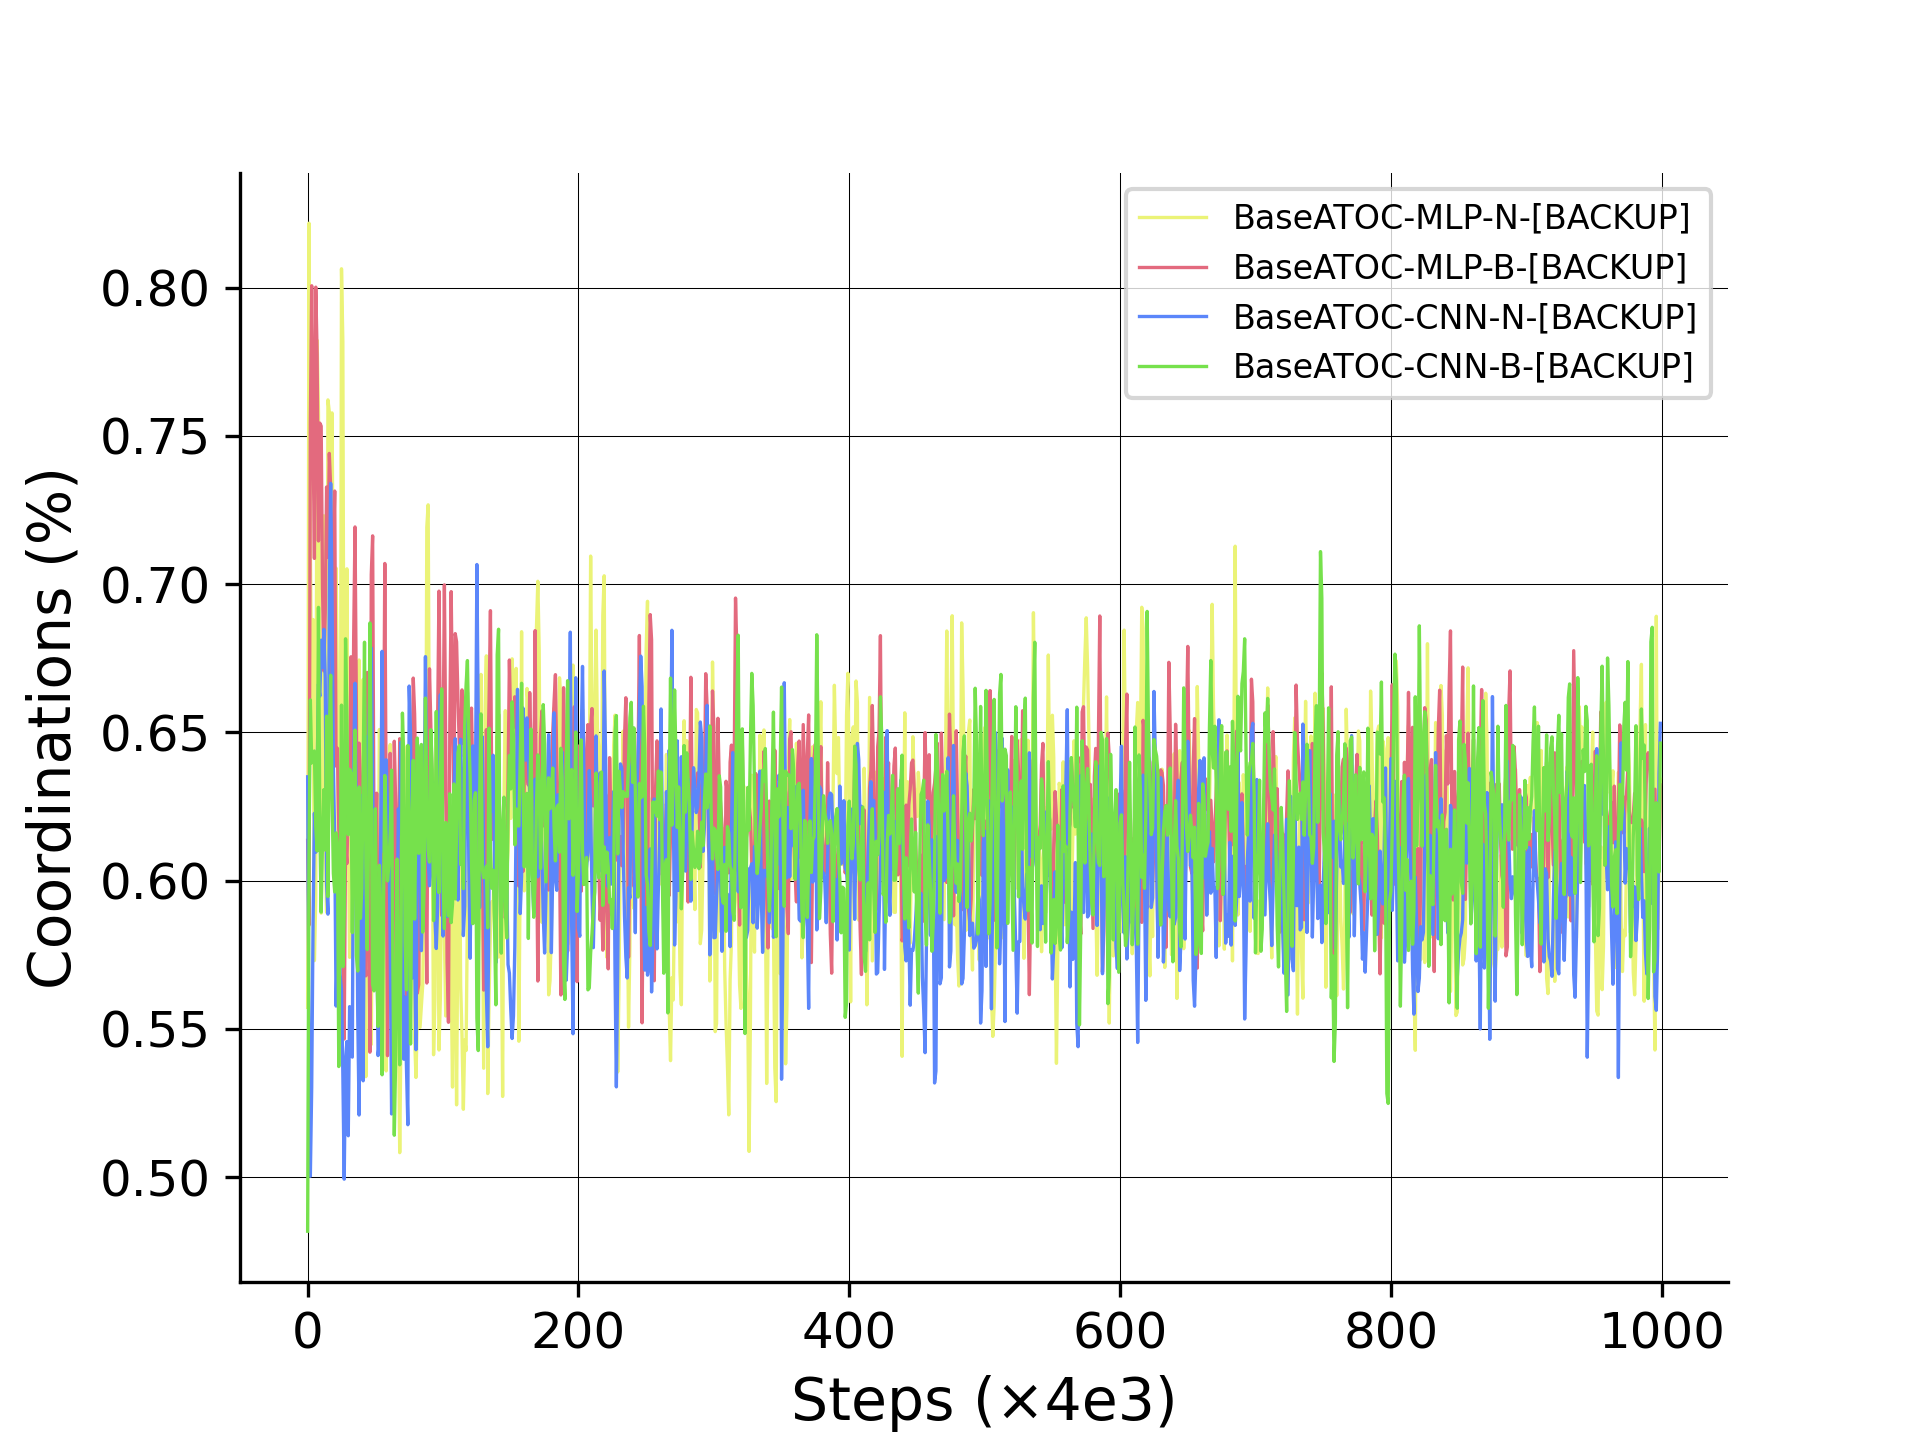 BaseATOC-MLP-N-[BACKUP]
BaseATOC-MLP-B-[BACKUP]
BaseATOC-CNN-N-[BACKUP]
BaseATOC-CNN-B-[BACKUP]
Coordinations (%)
0.80
0.75
0.70
0.65
0.60
0.55
0.50
0 200 400 600 800 1000
Steps (×4e3)